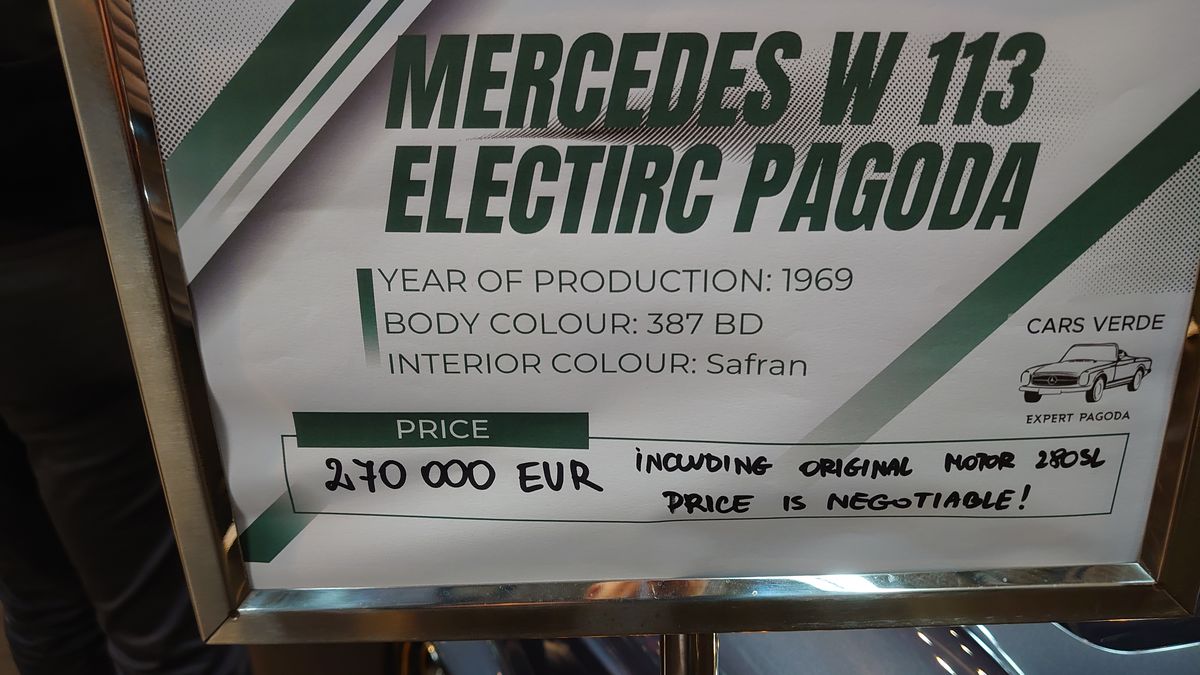 MERCEDES W 113
ELECTIRC PAGODA
YEAR OF PRODUCTION: 1969
BODY COLOUR: 387 BD
INTERIOR COLOUR: Safran
CARS VERDE
EXPERT PAGODA
PRICE
270 000 EUR
INCLUDING ORIGINAL MOTOR 280SL
PRICE IS NEGOTIABLE!